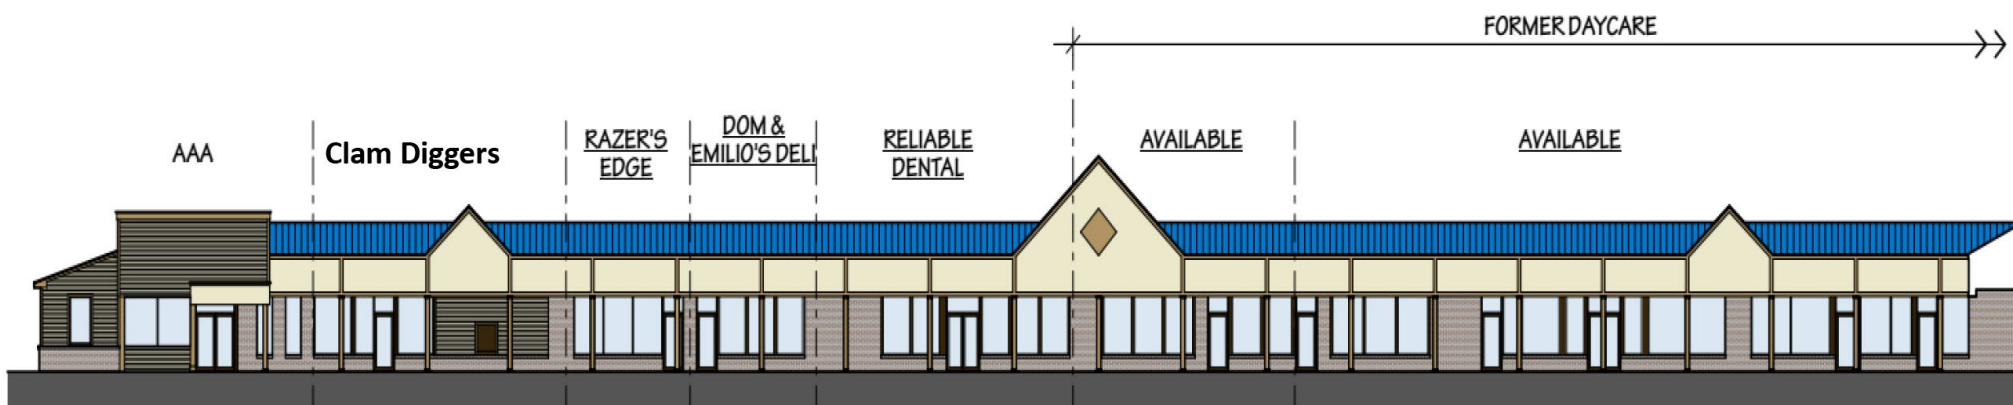 FORMER DAYCARE
AAA
Clam Diggers
RAZER'S
EDGE
DOM &
EMILIO'S DELI
RELIABLE
DENTAL
AVAILABLE
AVAILABLE